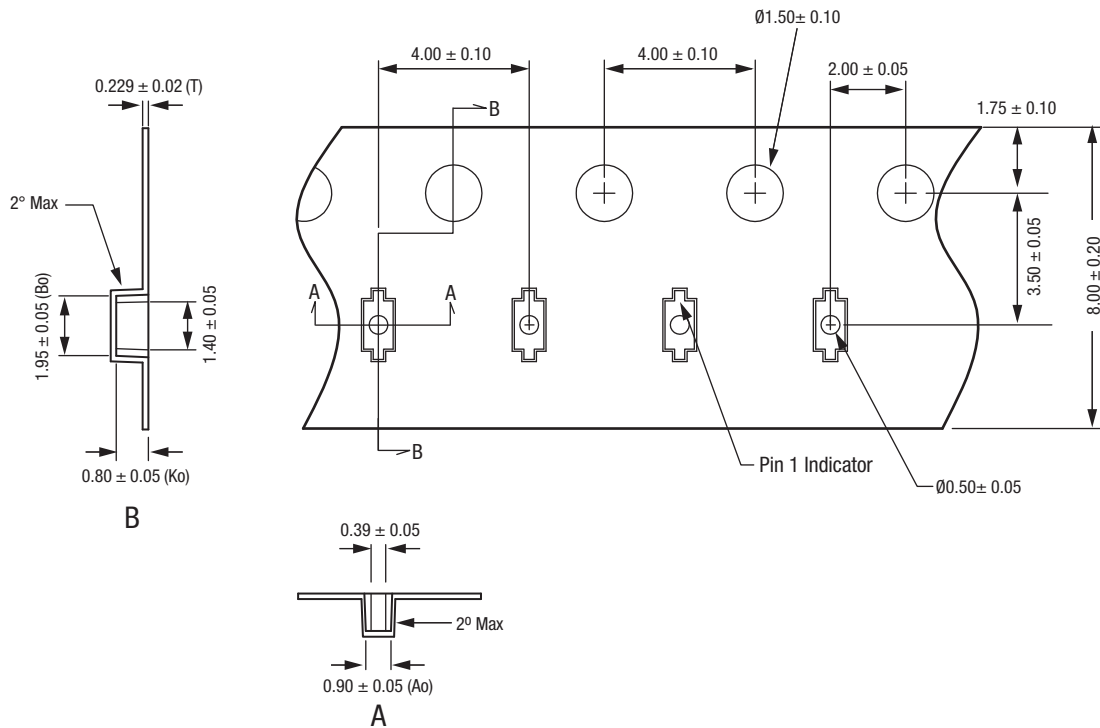 Ø1.50± 0.10
4.00 ± 0.10
4.00 ± 0.10
2.00 ± 0.05
0.229 ± 0.02 (T)
B
1.75 ± 0.10
2° Max
A
A
3.50 ± 0.05
8.00 ± 0.20
1.95 ± 0.05 (Bo)
1.40 ± 0.05
B
Pin 1 Indicator
0.80 ± 0.05 (Ko)
Ø0.50± 0.05
B
0.39 ± 0.05
2º Max
0.90 ± 0.05 (Ao)
A